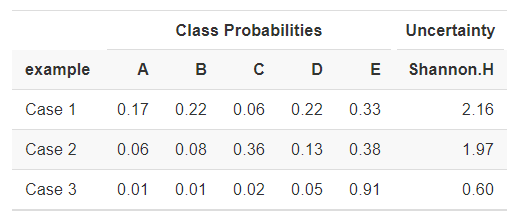 Class Probabilities Uncertainty
example A B C D E Shannon.H
Case 1 0.17 0.22 0.06 0.22 0.33 2.16
Case 2 0.06 0.08 0.36 0.13 0.38 1.97
Case 3 0.01 0.01 0.02 0.05 0.91 0.60